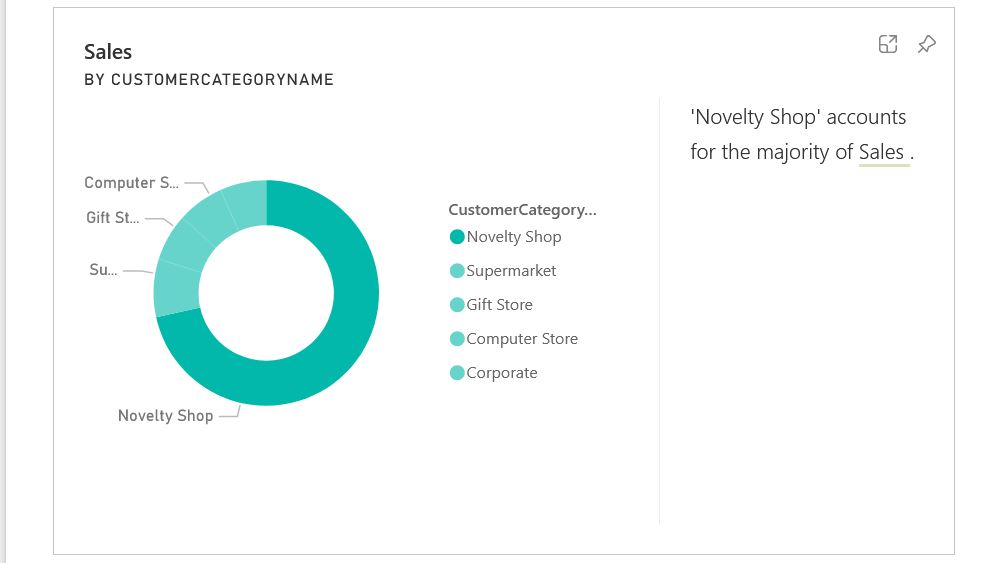 Sales
BY CUSTOMERCATEGORYNAME
Computer S...
Gift St...
Su...
Novelty Shop
CustomerCategory...
Novelty Shop
Supermarket
Gift Store
Computer Store
Corporate
'Novelty Shop' accounts
for the majority of Sales .